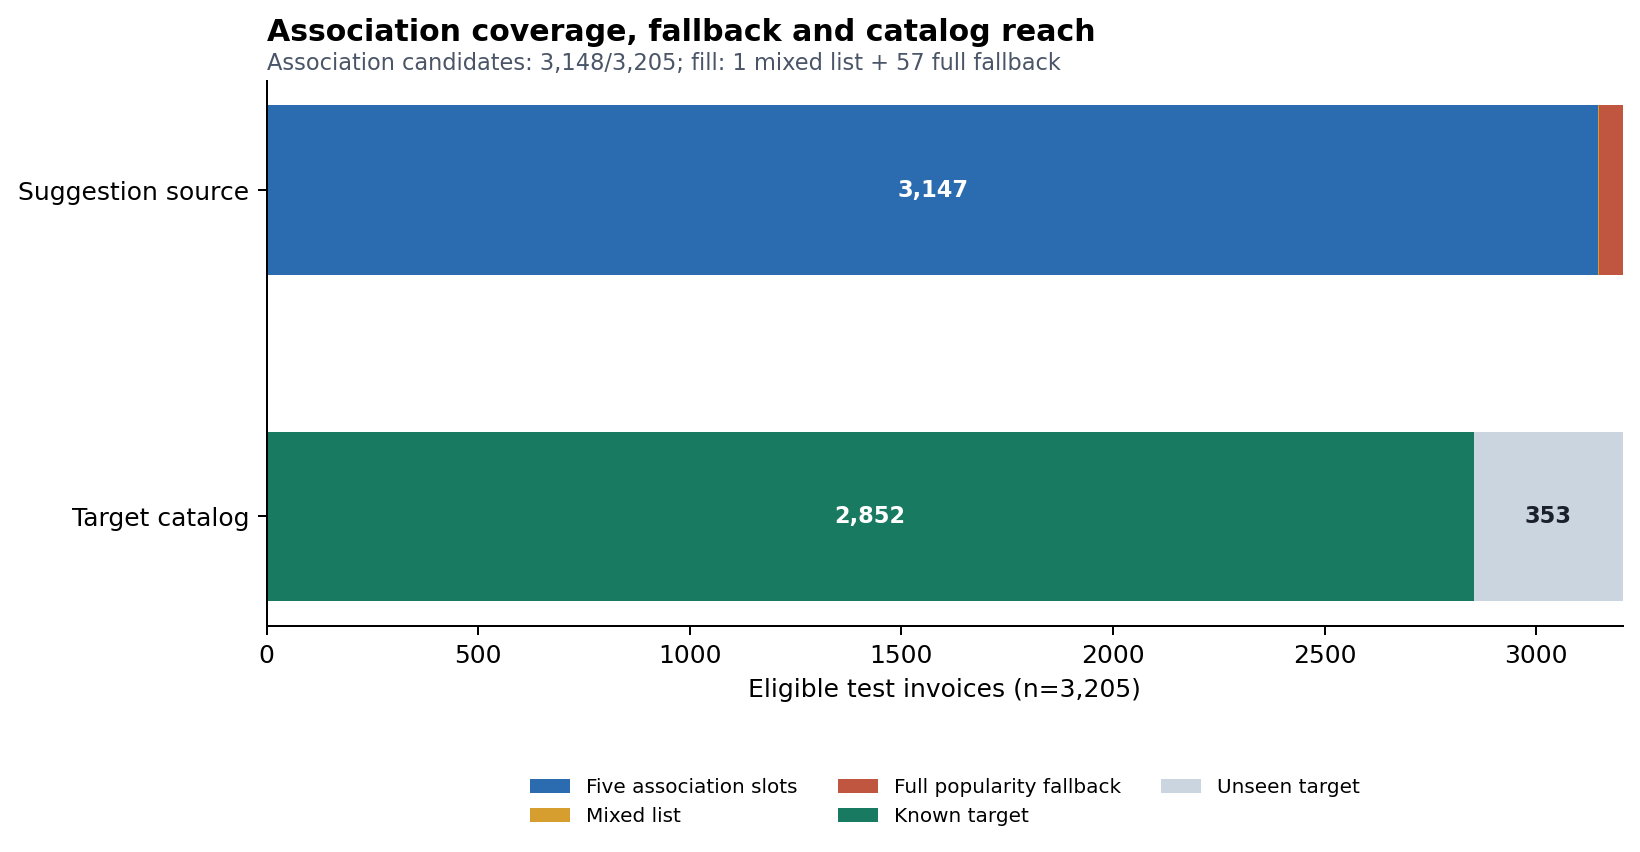 Association coverage, fallback and catalog reach
Association candidates: 3,148/3,205; fill: 1 mixed list + 57 full fallback
Suggestion source
3,147
Target catalog
2,852
353
0 500 1000 1500 2000 2500 3000
Eligible test invoices (n=3,205)
Five association slots Full popularity fallback Unseen target
Mixed list Known target